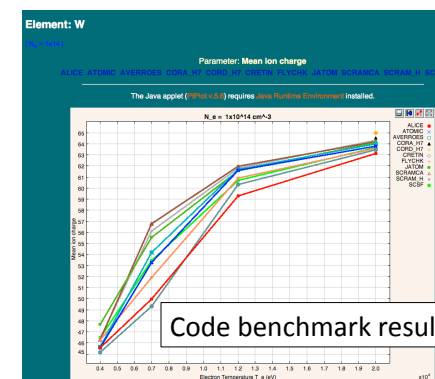 Element: W
[ N_e = 1x14 ]
Parameter: Mean ion charge
ALICE ATOMIC AVERROES CORA_H7 CORD_H7 CRETIN FLYCHK JATOM SCRAMCA SCRAM_H SC
The Java applet (PtPlot v.5.6) requires Java Runtime Environment installed.
N_e = 1x10^14 cm^-3
ALICE
ATOMIC
AVERROES
CORA_H7
CORD_H7
CRETIN
FLYCHK
JATOM
SCRAMCA
SCRAM_H
SCSF
65
64
63
62
61
60
59
58
57
56
55
54
53
52
51
50
49
48
47
46
45
Mean ion charge
Code benchmark resul
0.4 0.5 0.6 0.7 0.8 0.9 1.0 1.1 1.2 1.3 1.4 1.5 1.6 1.7 1.8 1.9 2.0
Electron Temperature T_e (eV)
x10⁴